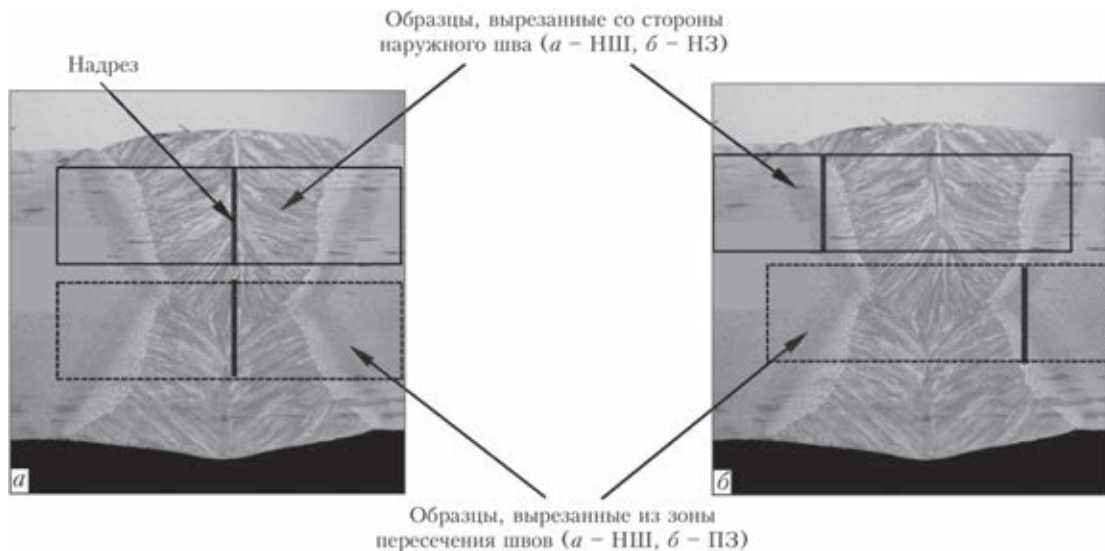 Образцы, вырезанные со стороны
наружного шва (а – НШ, б – НЗ)
Надрез
а
б
Образцы, вырезанные из зоны
пересечения швов (а – НШ, б – ПЗ)